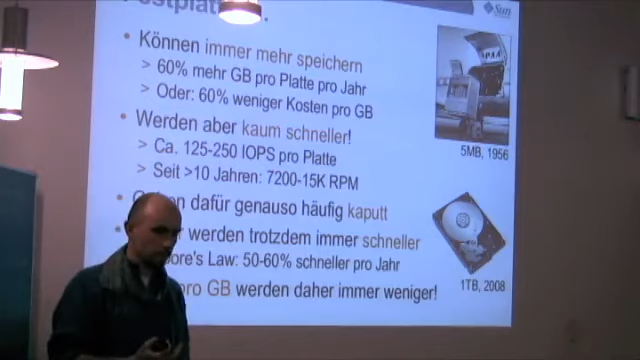 Sun
Können immer mehr speichern
> 60% mehr GB pro Platte pro Jahr
> Oder: 60% weniger Kosten pro GB
Werden aber kaum schneller!
> Ca. 125-250 IOPS pro Platte
> Seit >10 Jahren: 7200-15K RPM
dafür genauso häufig kaputt
werden trotzdem immer schneller
Law: 50-60% schneller pro Jahr
pro GB werden daher immer weniger!
5MB, 1956
1TB, 2008